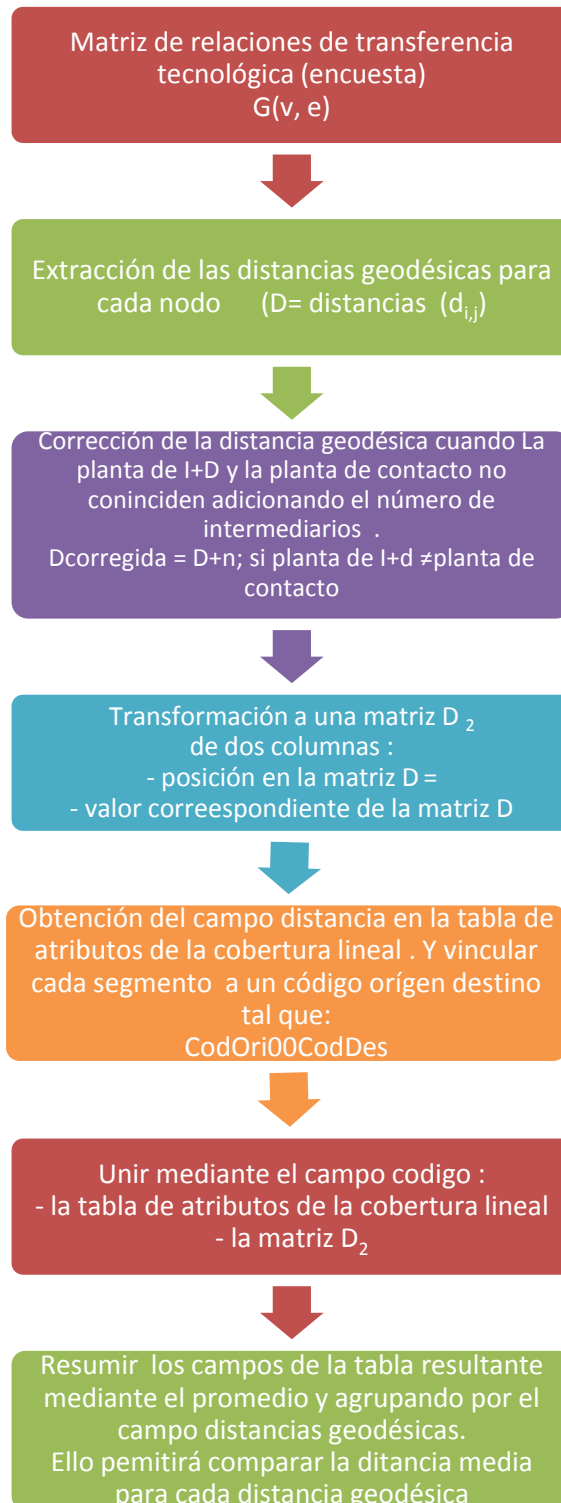 Matriz de relaciones de transferencia
tecnológica (encuesta)
G(v, e)
Extracción de las distancias geodésicas para
cada nodo (D= distancias (d i,j)
Corrección de la distancia geodésica cuando La
planta de I+D y la planta de contacto no
coninciden adicionando el número de
intermediarios .
Dcorregida = D+n; si planta de I+d ≠planta de
contacto
Transformación a una matriz D 2
de dos columnas :
- posición en la matriz D =
- valor correespondiente de la matriz D
Obtención del campo distancia en la tabla de
atributos de la cobertura lineal . Y vincular
cada segmento a un código orígen destino
tal que:
CodOri00CodDes
Unir mediante el campo codigo :
- la tabla de atributos de la cobertura lineal
- la matriz D2
Resumir los campos de la tabla resultante
mediante el promedio y agrupando por el
campo distancias geodésicas.
Ello pemitirá comparar la ditancia media
para cada distancia geodésica